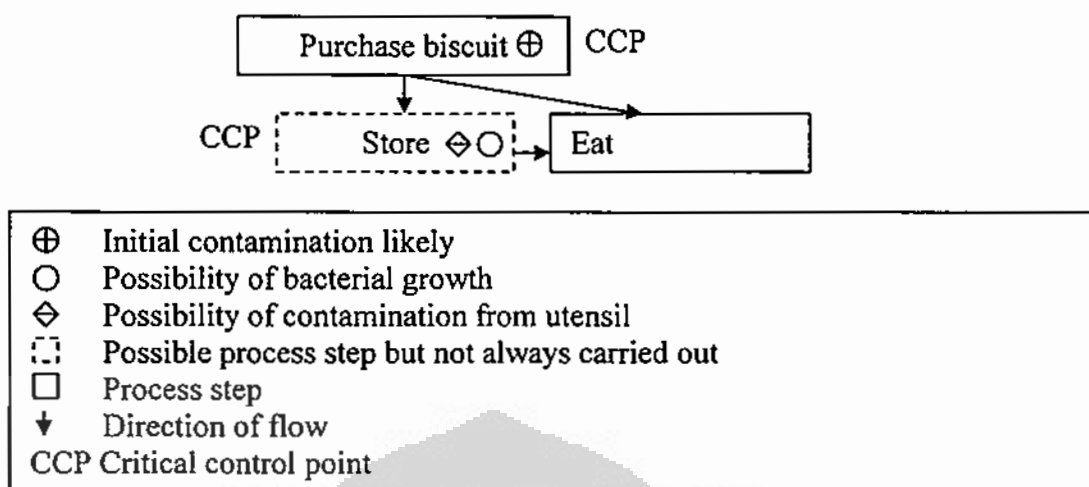 Purchase biscuit CCP
CCP Store Eat
Initial contamination likely
Possibility of bacterial growth
Possibility of contamination from utensil
Possible process step but not always carried out
Process step
Direction of flow
CCP Critical control point